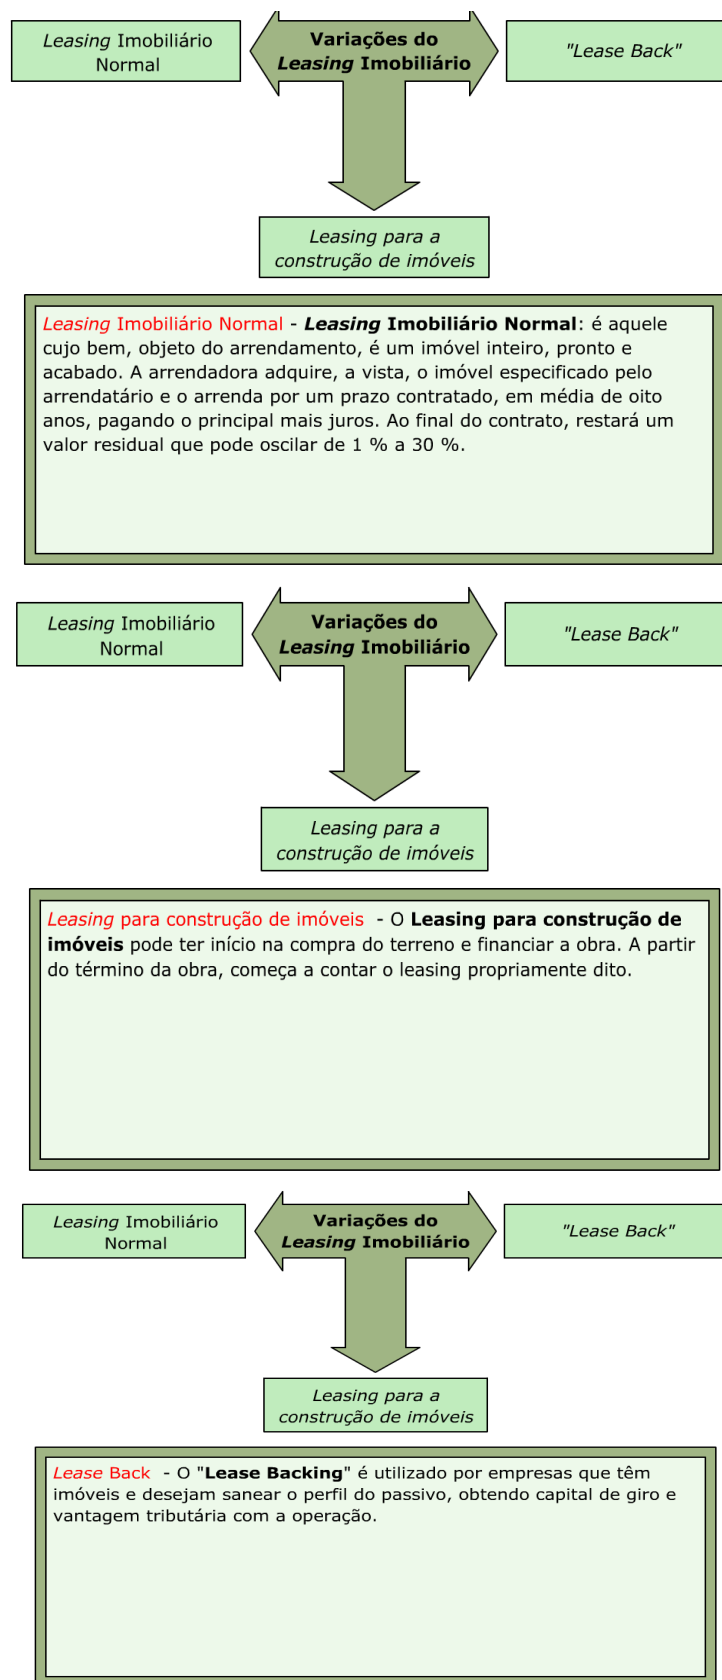 Leasing Imobiliário
Normal
Variações do
Leasing Imobiliário
"Lease Back"
Leasing para a
construção de imóveis
Leasing Imobiliário Normal - Leasing Imobiliário Normal: é aquele
cujo bem, objeto do arrendamento, é um imóvel inteiro, pronto e
acabado. A arrendadora adquire, a vista, o imóvel especificado pelo
arrendatário e o arrenda por um prazo contratado, em média de oito
anos, pagando o principal mais juros. Ao final do contrato, restará um
valor residual que pode oscilar de 1 % a 30 %.
Leasing Imobiliário
Normal
Variações do
Leasing Imobiliário
"Lease Back"
Leasing para a
construção de imóveis
Leasing para construção de imóveis - O Leasing para construção de
imóveis pode ter início na compra do terreno e financiar a obra. A partir
do término da obra, começa a contar o leasing propriamente dito.
Leasing Imobiliário
Normal
Variações do
Leasing Imobiliário
"Lease Back"
Leasing para a
construção de imóveis
Lease Back - O "Lease Backing" é utilizado por empresas que têm
imóveis e desejam sanear o perfil do passivo, obtendo capital de giro e
vantagem tributária com a operação.